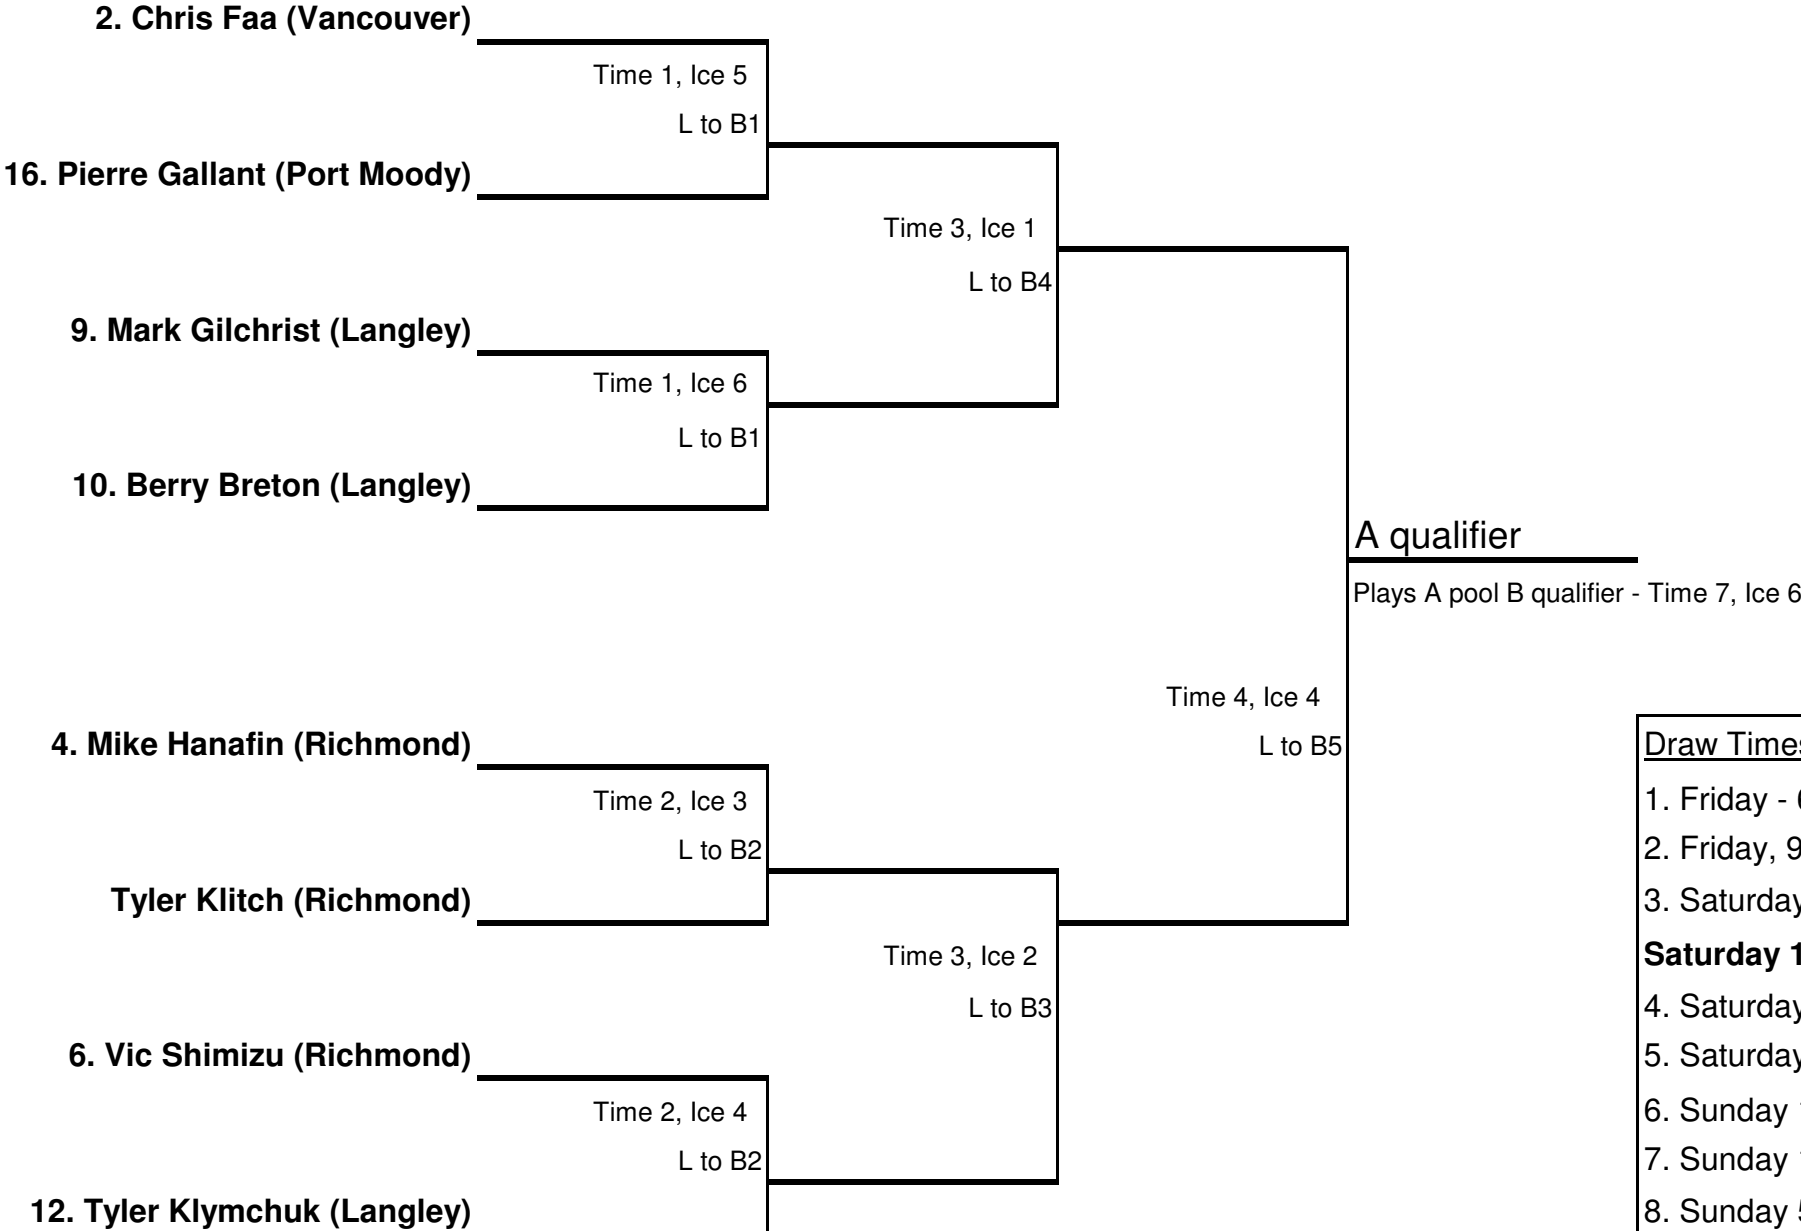 2. Chris Faa (Vancouver)
Time 1, Ice 5
L to B1
16. Pierre Gallant (Port Moody)
Time 3, Ice 1
L to B4
9. Mark Gilchrist (Langley)
Time 1, Ice 6
L to B1
10. Berry Breton (Langley)
A qualifier
Plays A pool B qualifier - Time 7, Ice 6
Time 4, Ice 4
L to B5
4. Mike Hanafin (Richmond)
Time 2, Ice 3
L to B2
Tyler Klitch (Richmond)
Time 3, Ice 2
L to B3
6. Vic Shimizu (Richmond)
Time 2, Ice 4
L to B2
12. Tyler Klymchuk (Langley)
Draw Times
1. Friday -
2. Friday, 9
3. Saturday
Saturday 1
4. Saturday
5. Saturday
6. Sunday
7. Sunday
8. Sunday